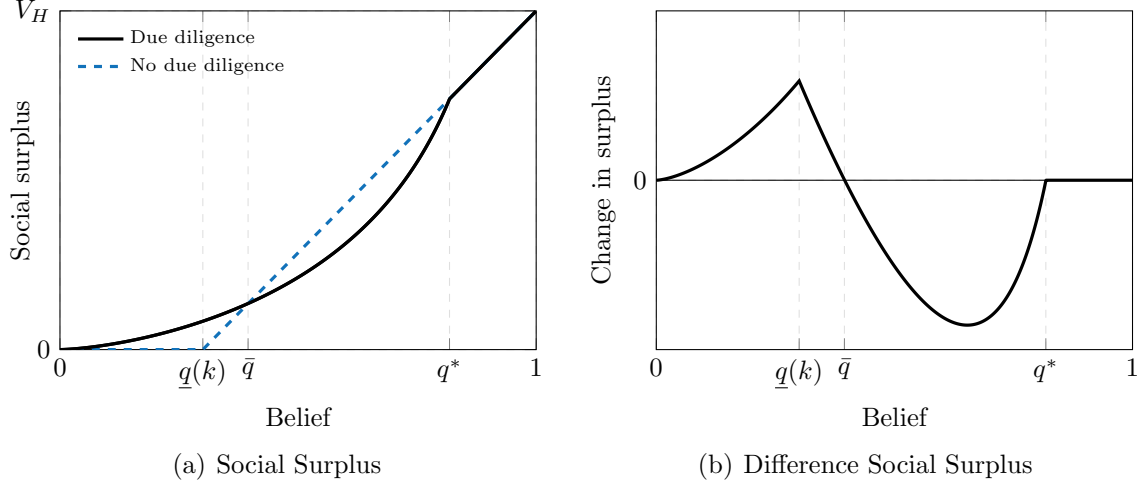 V_H
Due diligence
No due diligence
Social surplus
0
0
q(k)
q̄
q*
1
Belief
(a) Social Surplus
Change in surplus
0
0
q(k)
q̄
q*
1
Belief
(b) Difference Social Surplus